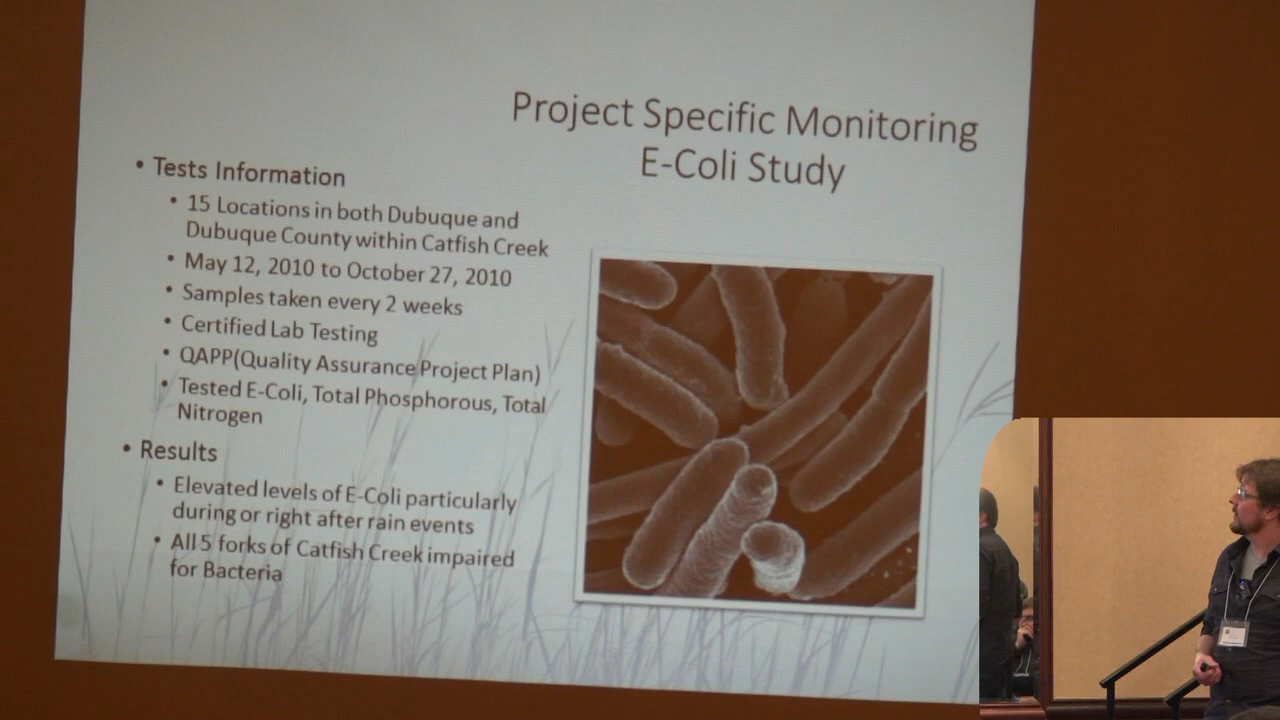 Project Specific Monitoring
E-Coli Study
• Tests Information
• 15 Locations in both Dubuque and
Dubuque County within Catfish Creek
• May 12, 2010 to October 27, 2010
• Samples taken every 2 weeks
• Certified Lab Testing
• QAPP(Quality Assurance Project Plan)
• Tested E-Coli, Total Phosphorous, Total
Nitrogen
• Results
• Elevated levels of E-Coli particularly
during or right after rain events
• All 5 forks of Catfish Creek impaired
for Bacteria